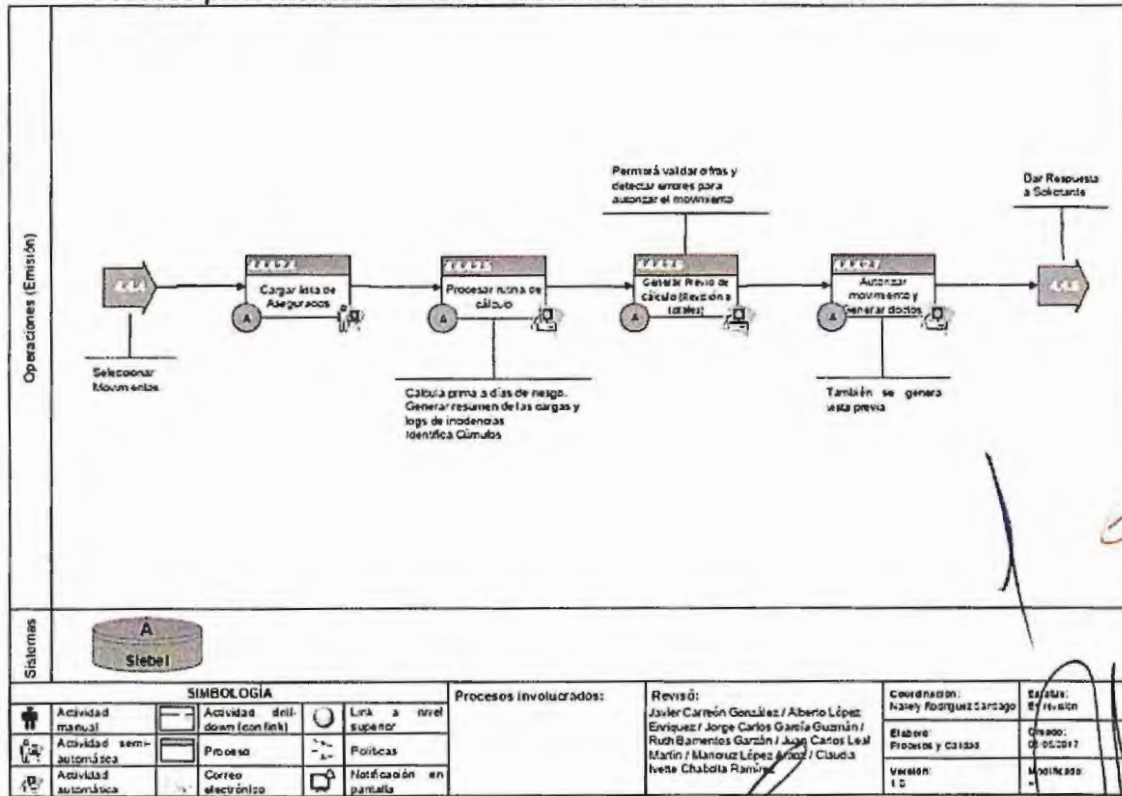 Operaciones (Emisión)
Permitirá validar cifras y
detectar errores para
autorizar el movimiento
Dar Respuesta
a Solicitante
Cargar lista de
Asegurados
Procesar rutina de
cálculo
Generar Previo de
cálculo (Revisión a
totales)
Autorizar
movimiento y
Generar doctos
A
A
A
A
Seleccionar
Movimientos
Calcula prima a días de riesgo.
Generar resumen de las cargas y
logs de incidencias
Identifica Cúmulos
También se genera
vista previa
Sistemas
A
Siebel
SIMBOLOGÍA
Actividad
manual
Actividad drill-
down (con link)
Link a nivel
superior
Actividad semi-
automática
Proceso
Políticas
Actividad
automática
Correo
electrónico
Notificación en
pantalla
Procesos involucrados:
Revisó:
Javier Carreón González / Alberto López
Enriquez / Jorge Carlos García Guzmán /
Ruth Barrientos Garzón / Juan Carlos Leal
Martín / Maricruz López / Claudia
Ivette Chabolla Ramírez
Coordinación:
Nallely Rodríguez Santiago
Estatus:
En revisión
Elaboró:
Procesos y Calidad
Creado:
Versión:
Modificado: